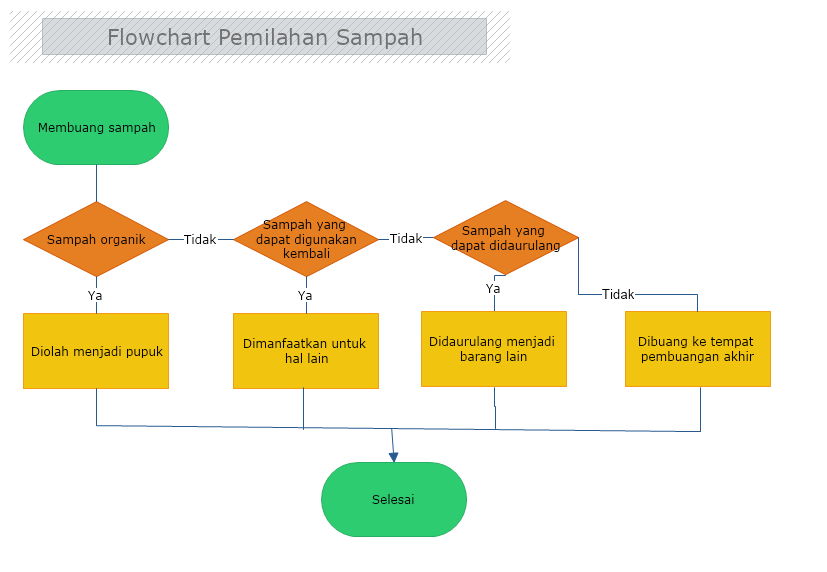 Flowchart Pemilahan Sampah
Membuang sampah
Sampah organik
Tidak
Sampah yang
dapat digunakan
kembali
Tidak
Sampah yang
dapat didaurulang
Ya
Ya
Ya
Tidak
Diolah menjadi pupuk
Dimanfaatkan untuk
hal lain
Didaurulang menjadi
barang lain
Dibuang ke tempat
pembuangan akhir
Selesai